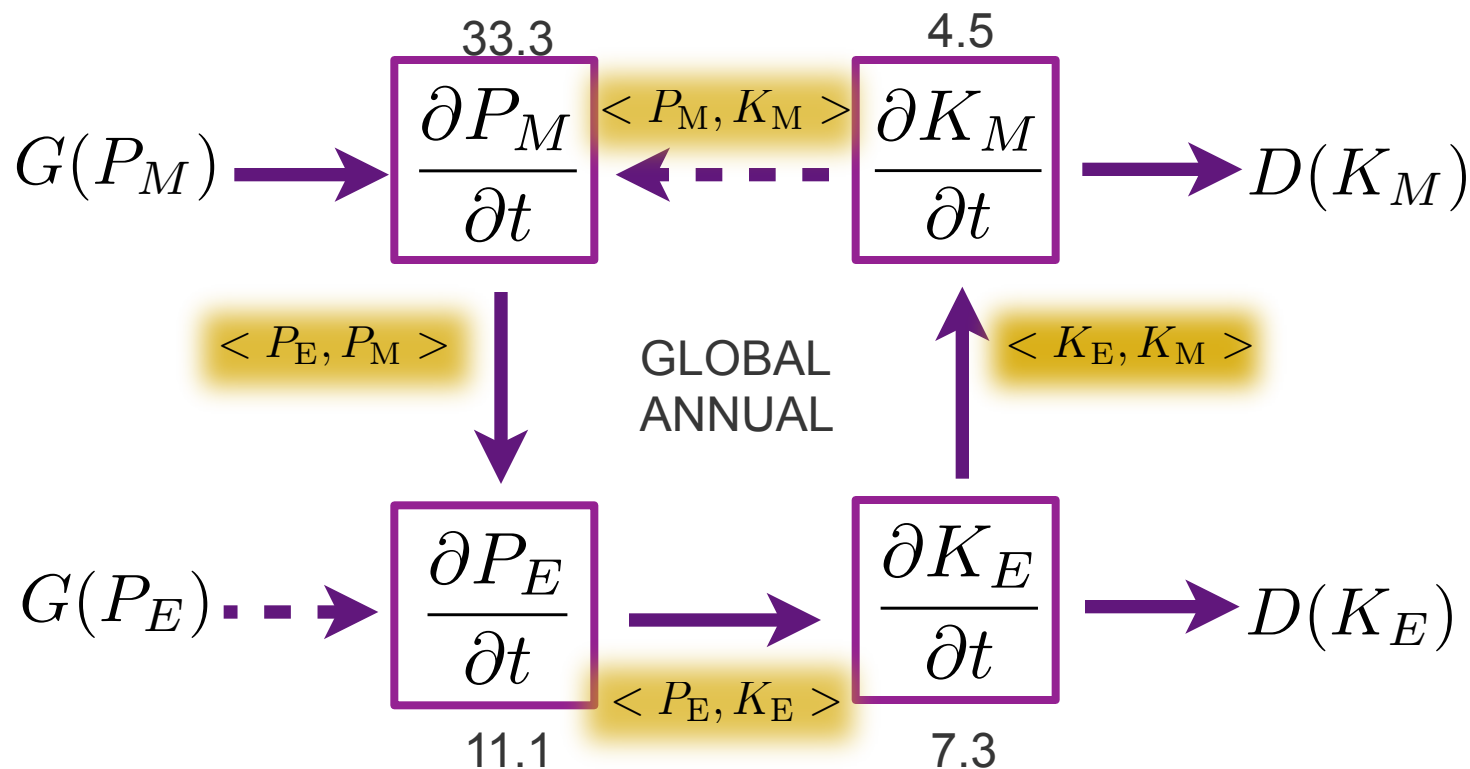 33.3
4.5
G(P_M)
∂P_M/∂t
< P_M, K_M >
∂K_M/∂t
D(K_M)
< P_E, P_M >
GLOBAL
ANNUAL
< K_E, K_M >
G(P_E)
∂P_E/∂t
< P_E, K_E >
∂K_E/∂t
D(K_E)
11.1
7.3